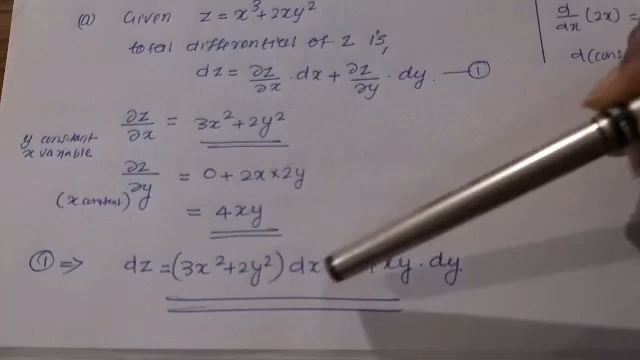 (a) Given z = x³+2xy²
total differential of z is,
dz = ∂z/∂x · dx + ∂z/∂y · dy. —①
y constant
x variable
∂z/∂x = 3x²+2y²
∂z/∂y = 0 + 2x×2y
(x constant)
= 4xy
①⇒ dz = (3x²+2y²) dx xy · dy.
d/dx (2x) =
d(cons